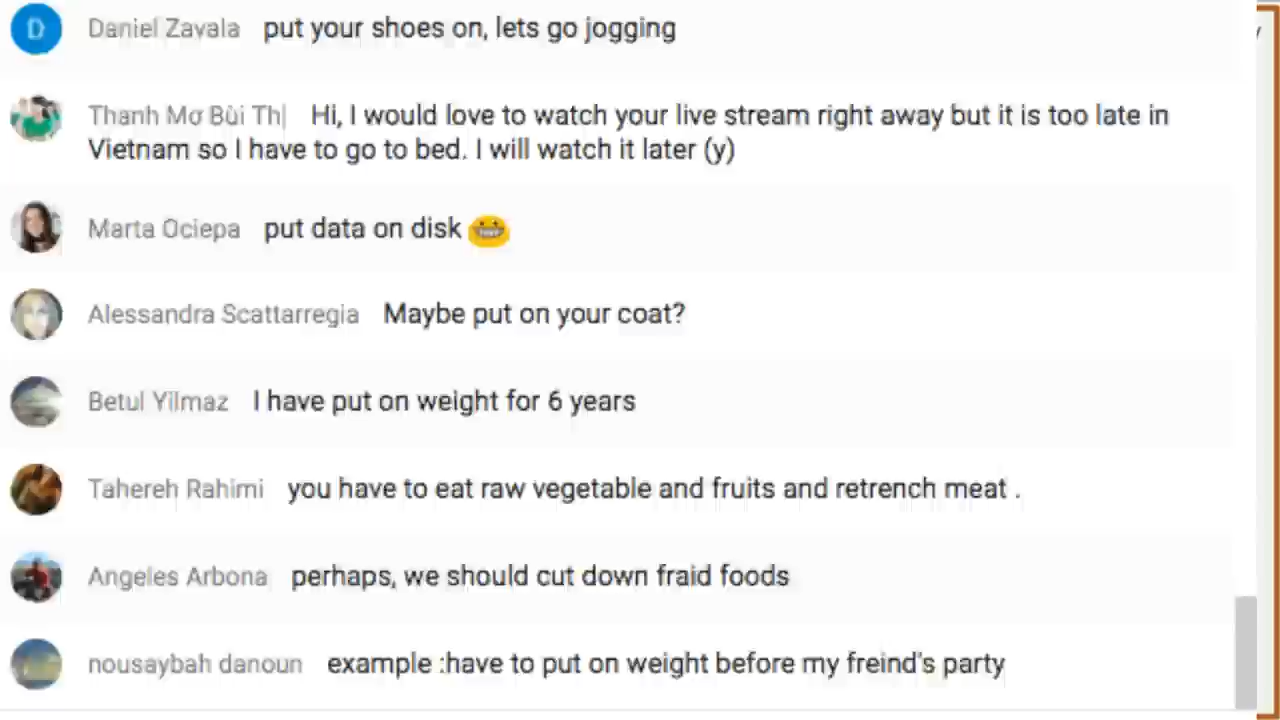 D Daniel Zavala put your shoes on, lets go jogging
Thanh Mơ Bùi Thị Hi, I would love to watch your live stream right away but it is too late in
Vietnam so I have to go to bed. I will watch it later (y)
Marta Ociepa put data on disk
Alessandra Scattarregia Maybe put on your coat?
Betul Yilmaz I have put on weight for 6 years
Tahereh Rahimi you have to eat raw vegetable and fruits and retrench meat .
Angeles Arbona perhaps, we should cut down fraid foods
nousaybah danoun example :have to put on weight before my freind's party